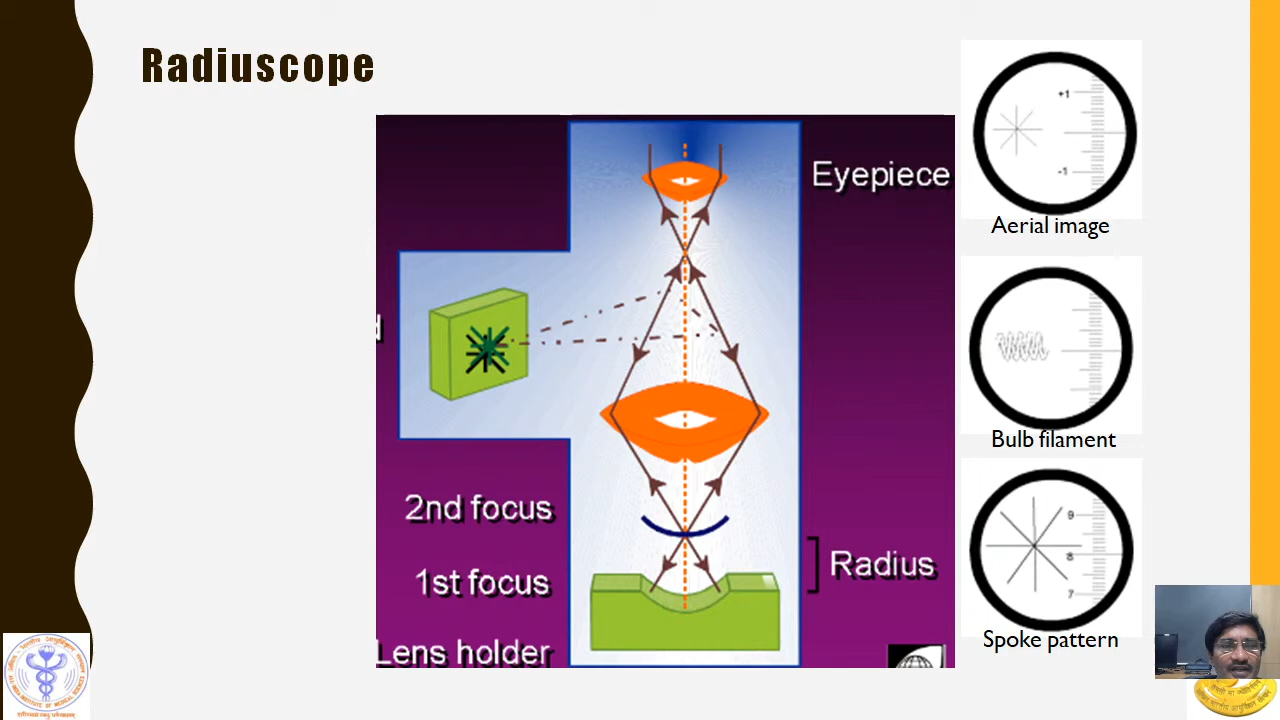 Radiuscope
Eyepiece
2nd focus
1st focus
Lens holder
Radius
+1
-1
Aerial image
Bulb filament
9
8
7
Spoke pattern